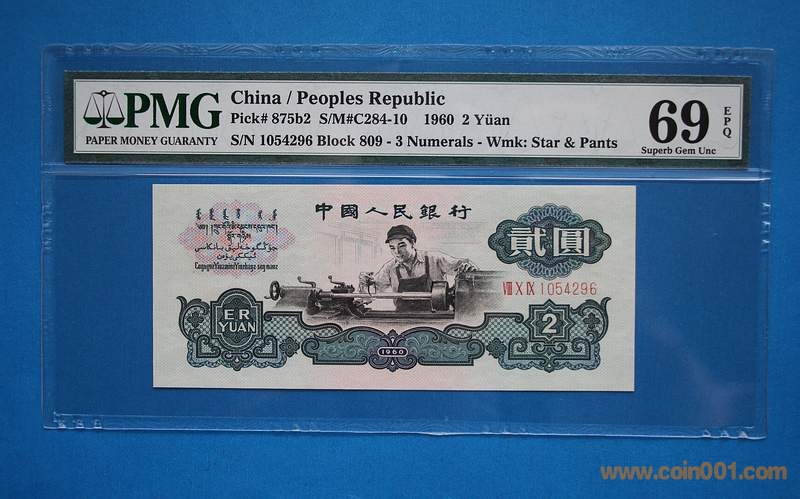 PMG
PAPER MONEY GUARANTY
China / Peoples Republic
Pick# 875b2 S/M#C284-10 1960 2 Yüan
S/N 1054296 Block 809 - 3 Numerals - Wmk: Star & Pants
69
EPQ
Superb Gem Unc
中國人民銀行
貳圓
VIII X IX 1054296
ER
YUAN
1960
2
www.coin001.com